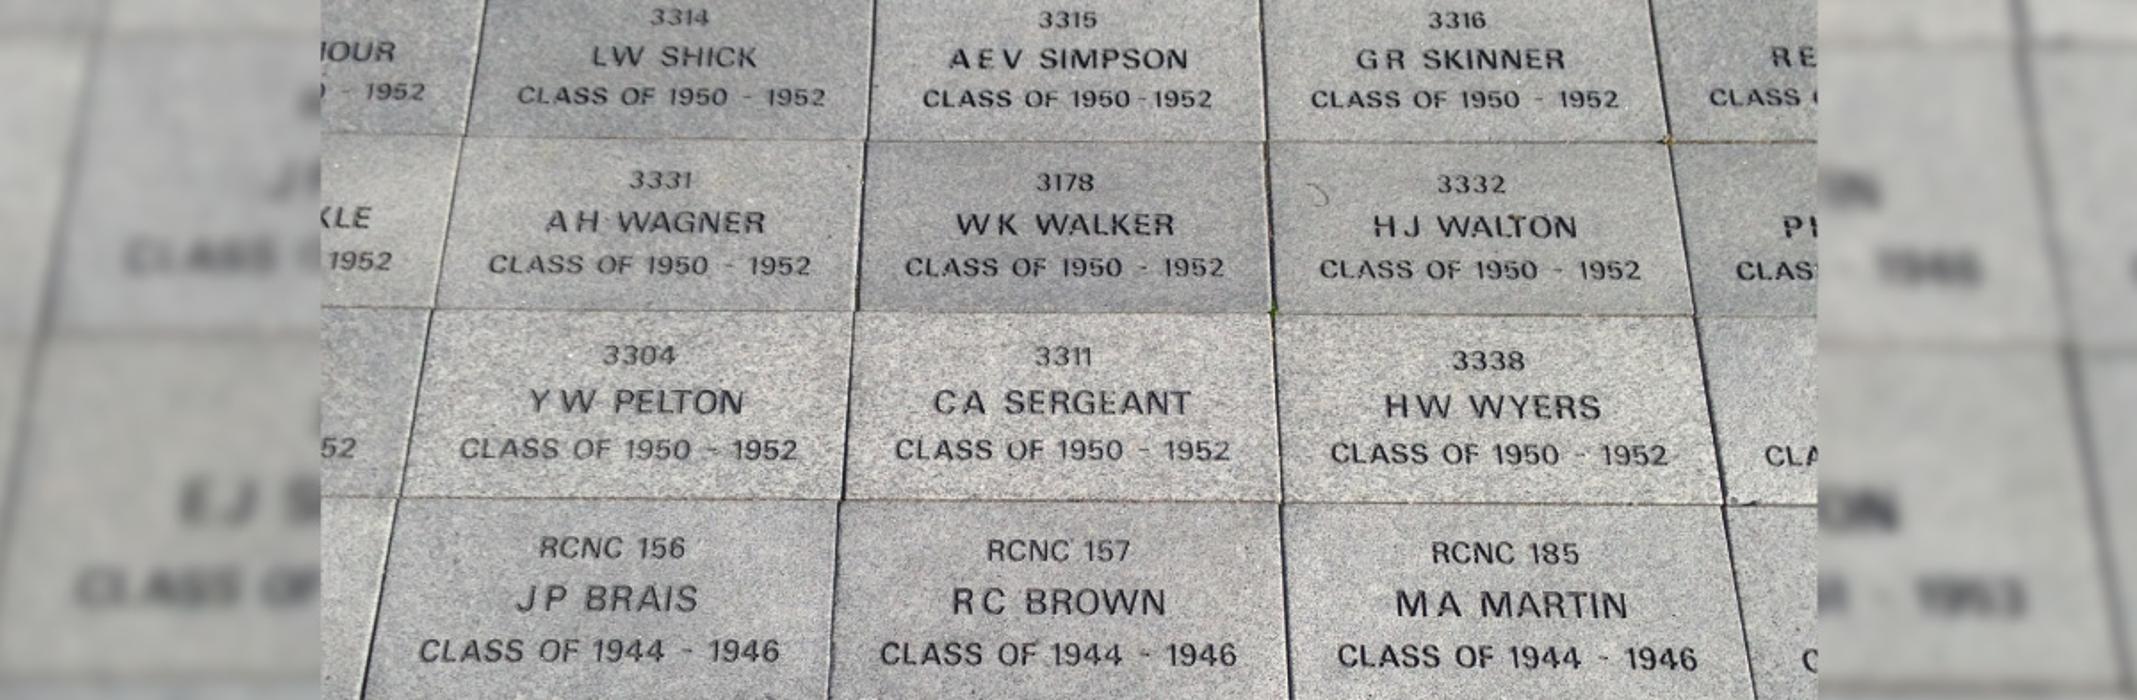 3314
LW SHICK
CLASS OF 1950 - 1952
3315
AEV SIMPSON
CLASS OF 1950 - 1952
3316
GR SKINNER
CLASS OF 1950 - 1952
CLASS
1952
3331
AH WAGNER
CLASS OF 1950 - 1952
3178
WK WALKER
CLASS OF 1950 - 1952
3332
HJ WALTON
CLASS OF 1950 - 1952
1952
3304
YW PELTON
CLASS OF 1950 - 1952
3311
CA SERGEANT
CLASS OF 1950 - 1952
3338
HW WYERS
CLASS OF 1950 - 1952
RCNC 156
JP BRAIS
CLASS OF 1944 - 1946
RCNC 157
RC BROWN
CLASS OF 1944 - 1946
RCNC 185
MA MARTIN
CLASS OF 1944 - 1946